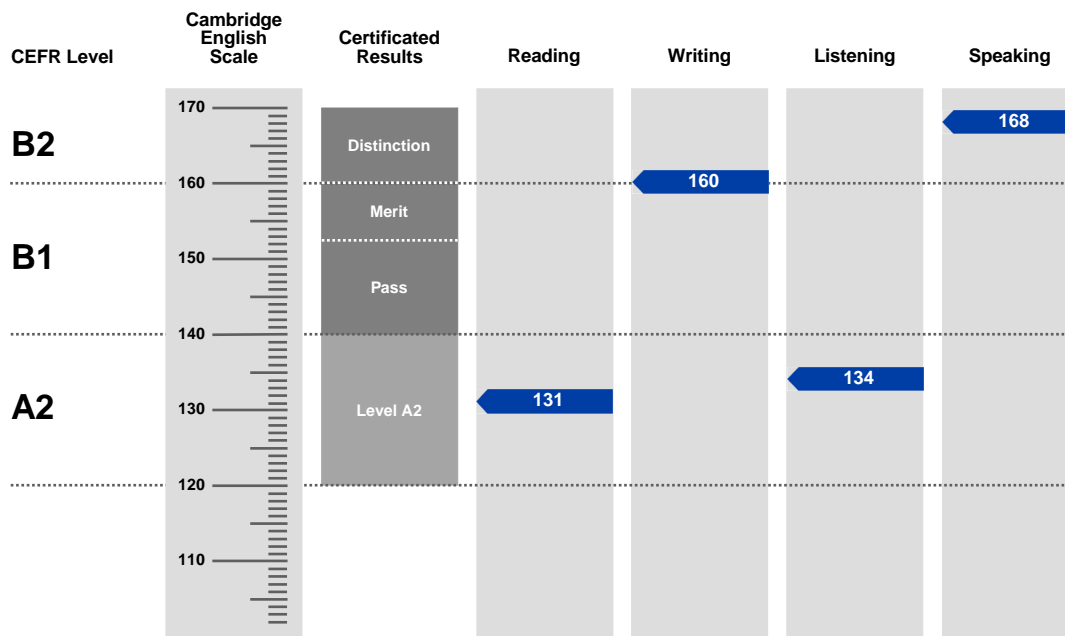 CEFR Level
Cambridge
English
Scale
Certificated
Results
Reading
Writing
Listening
Speaking
170
B2
Distinction
168
160
160
Merit
B1
150
Pass
140
134
131
A2
130
Level A2
120
110